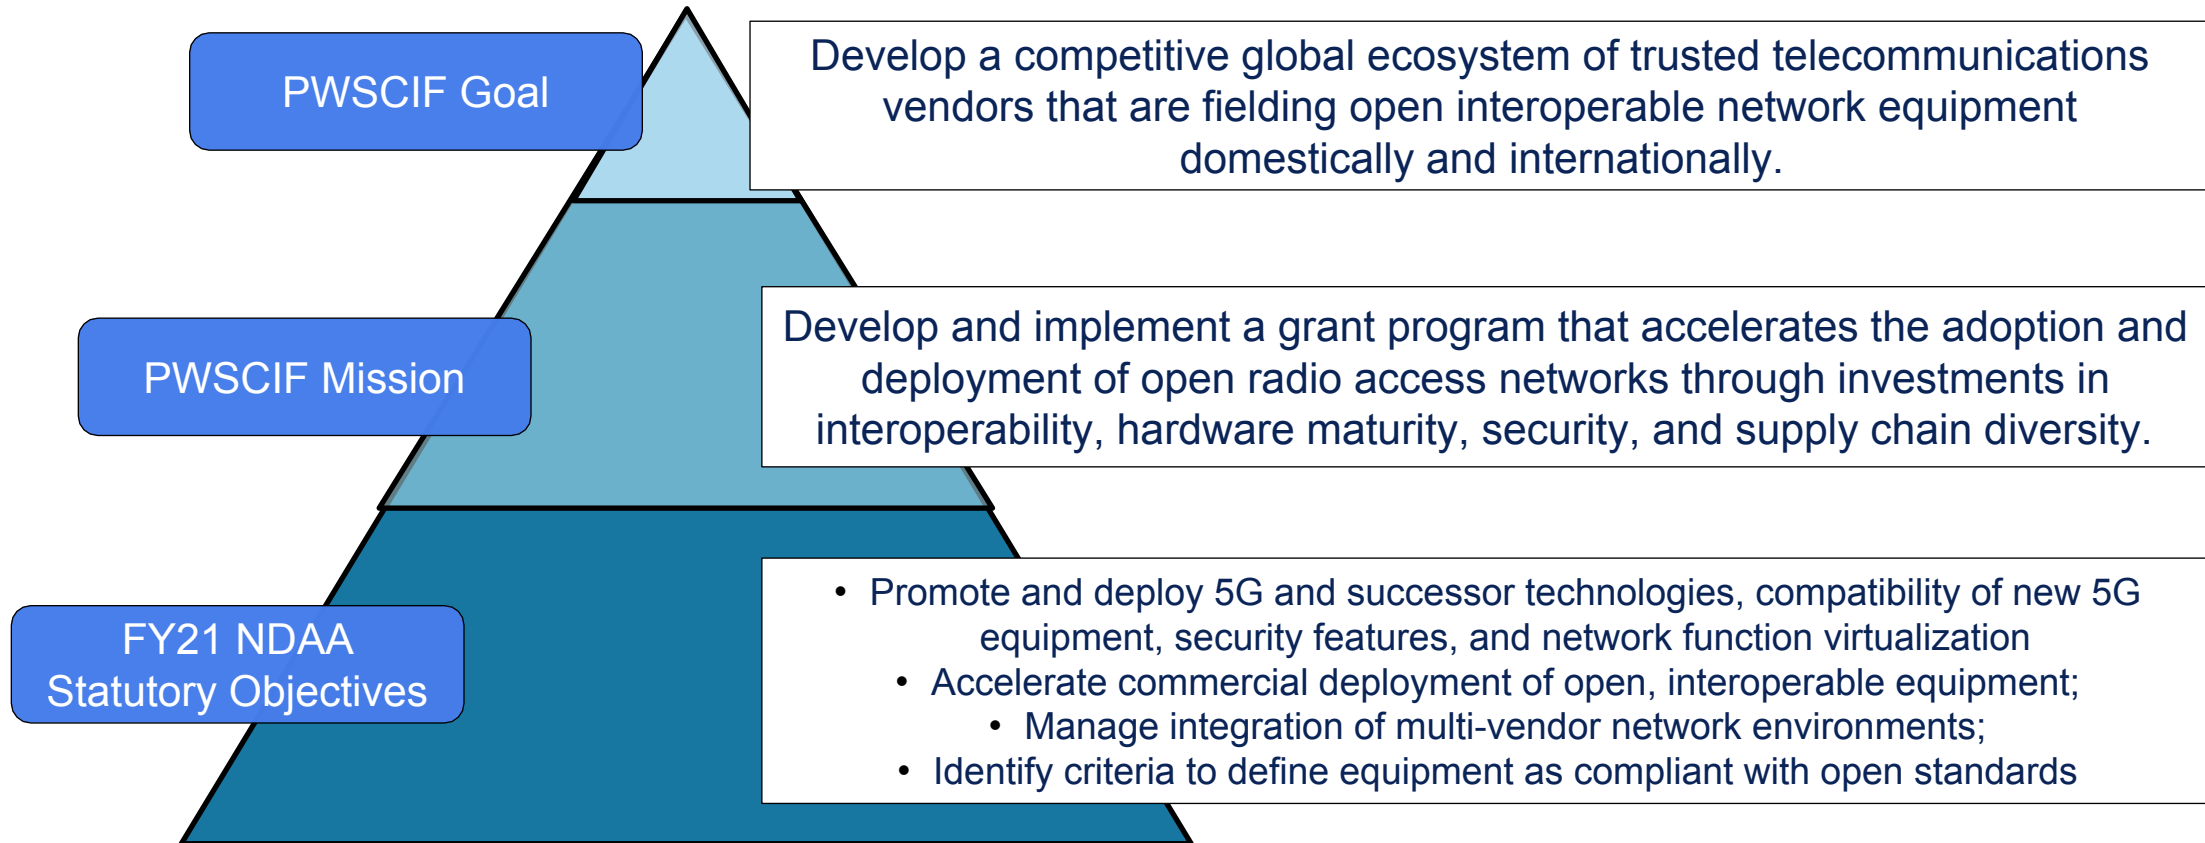 PWSCIF Goal
Develop a competitive global ecosystem of trusted telecommunications
vendors that are fielding open interoperable network equipment
domestically and internationally.
PWSCIF Mission
Develop and implement a grant program that accelerates the adoption and
deployment of open radio access networks through investments in
interoperability, hardware maturity, security, and supply chain diversity.
FY21 NDAA
Statutory Objectives
• Promote and deploy 5G and successor technologies, compatibility of new 5G
equipment, security features, and network function virtualization
• Accelerate commercial deployment of open, interoperable equipment;
• Manage integration of multi-vendor network environments;
• Identify criteria to define equipment as compliant with open standards